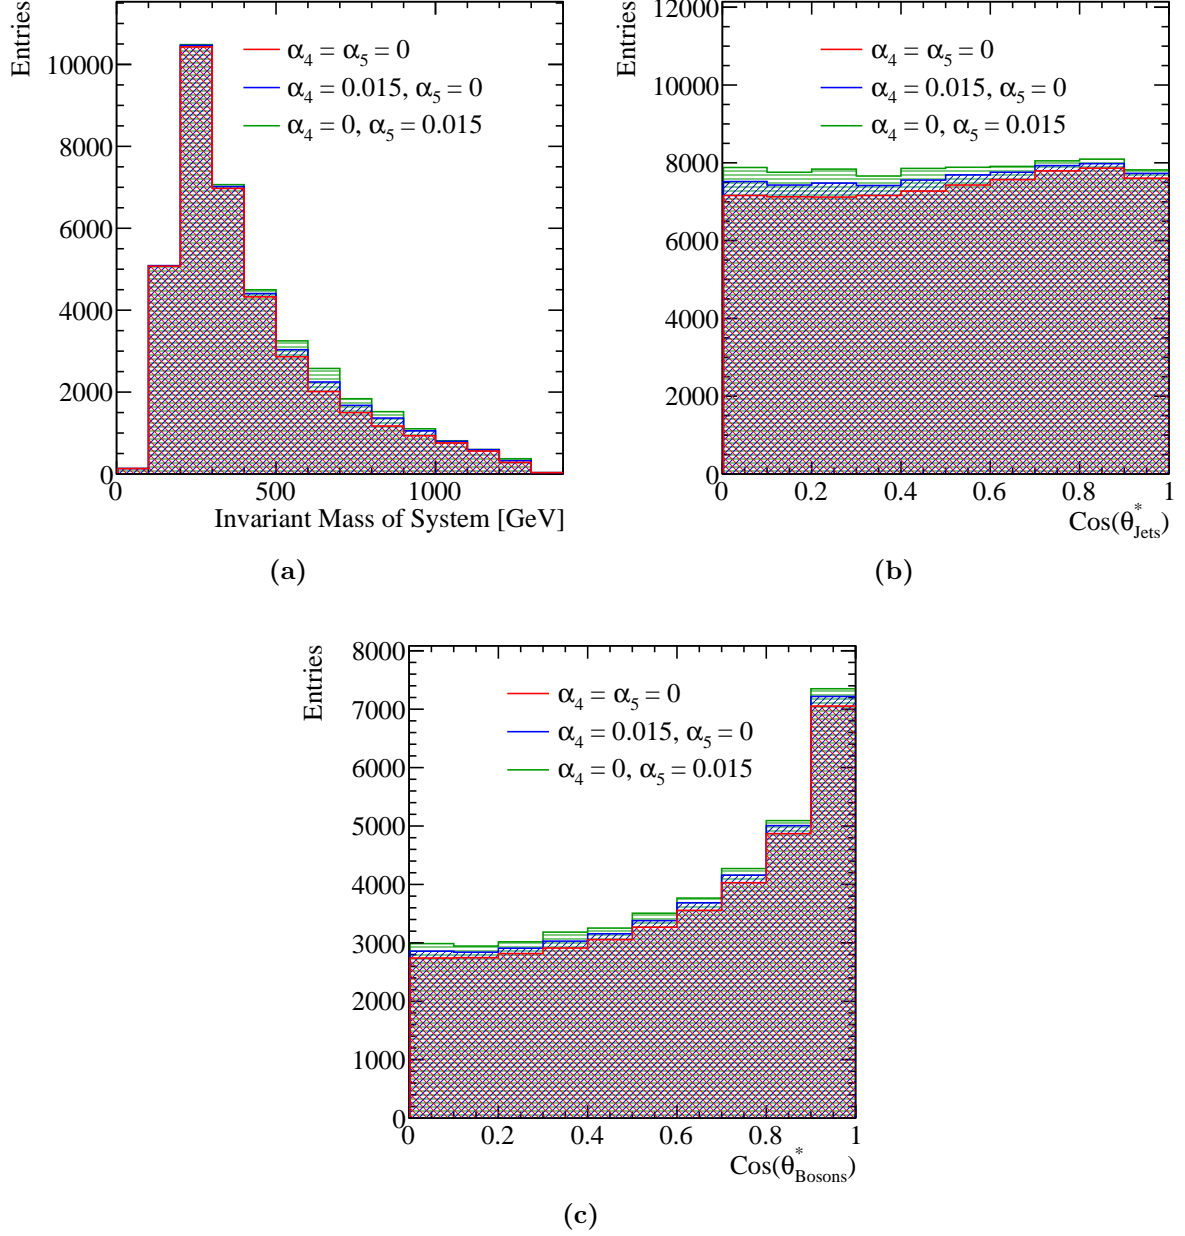 Entries
10000
8000
6000
4000
2000
0
0 500 1000
Invariant Mass of System [GeV]
α4 = α5 = 0
α4 = 0.015, α5 = 0
α4 = 0, α5 = 0.015
(a)
Entries
12000
10000
8000
6000
4000
2000
0
0 0.2 0.4 0.6 0.8 1
Cos(θ*Jets)
α4 = α5 = 0
α4 = 0.015, α5 = 0
α4 = 0, α5 = 0.015
(b)
Entries
8000
7000
6000
5000
4000
3000
2000
1000
0
0 0.2 0.4 0.6 0.8 1
Cos(θ*Bosons)
α4 = α5 = 0
α4 = 0.015, α5 = 0
α4 = 0, α5 = 0.015
(c)